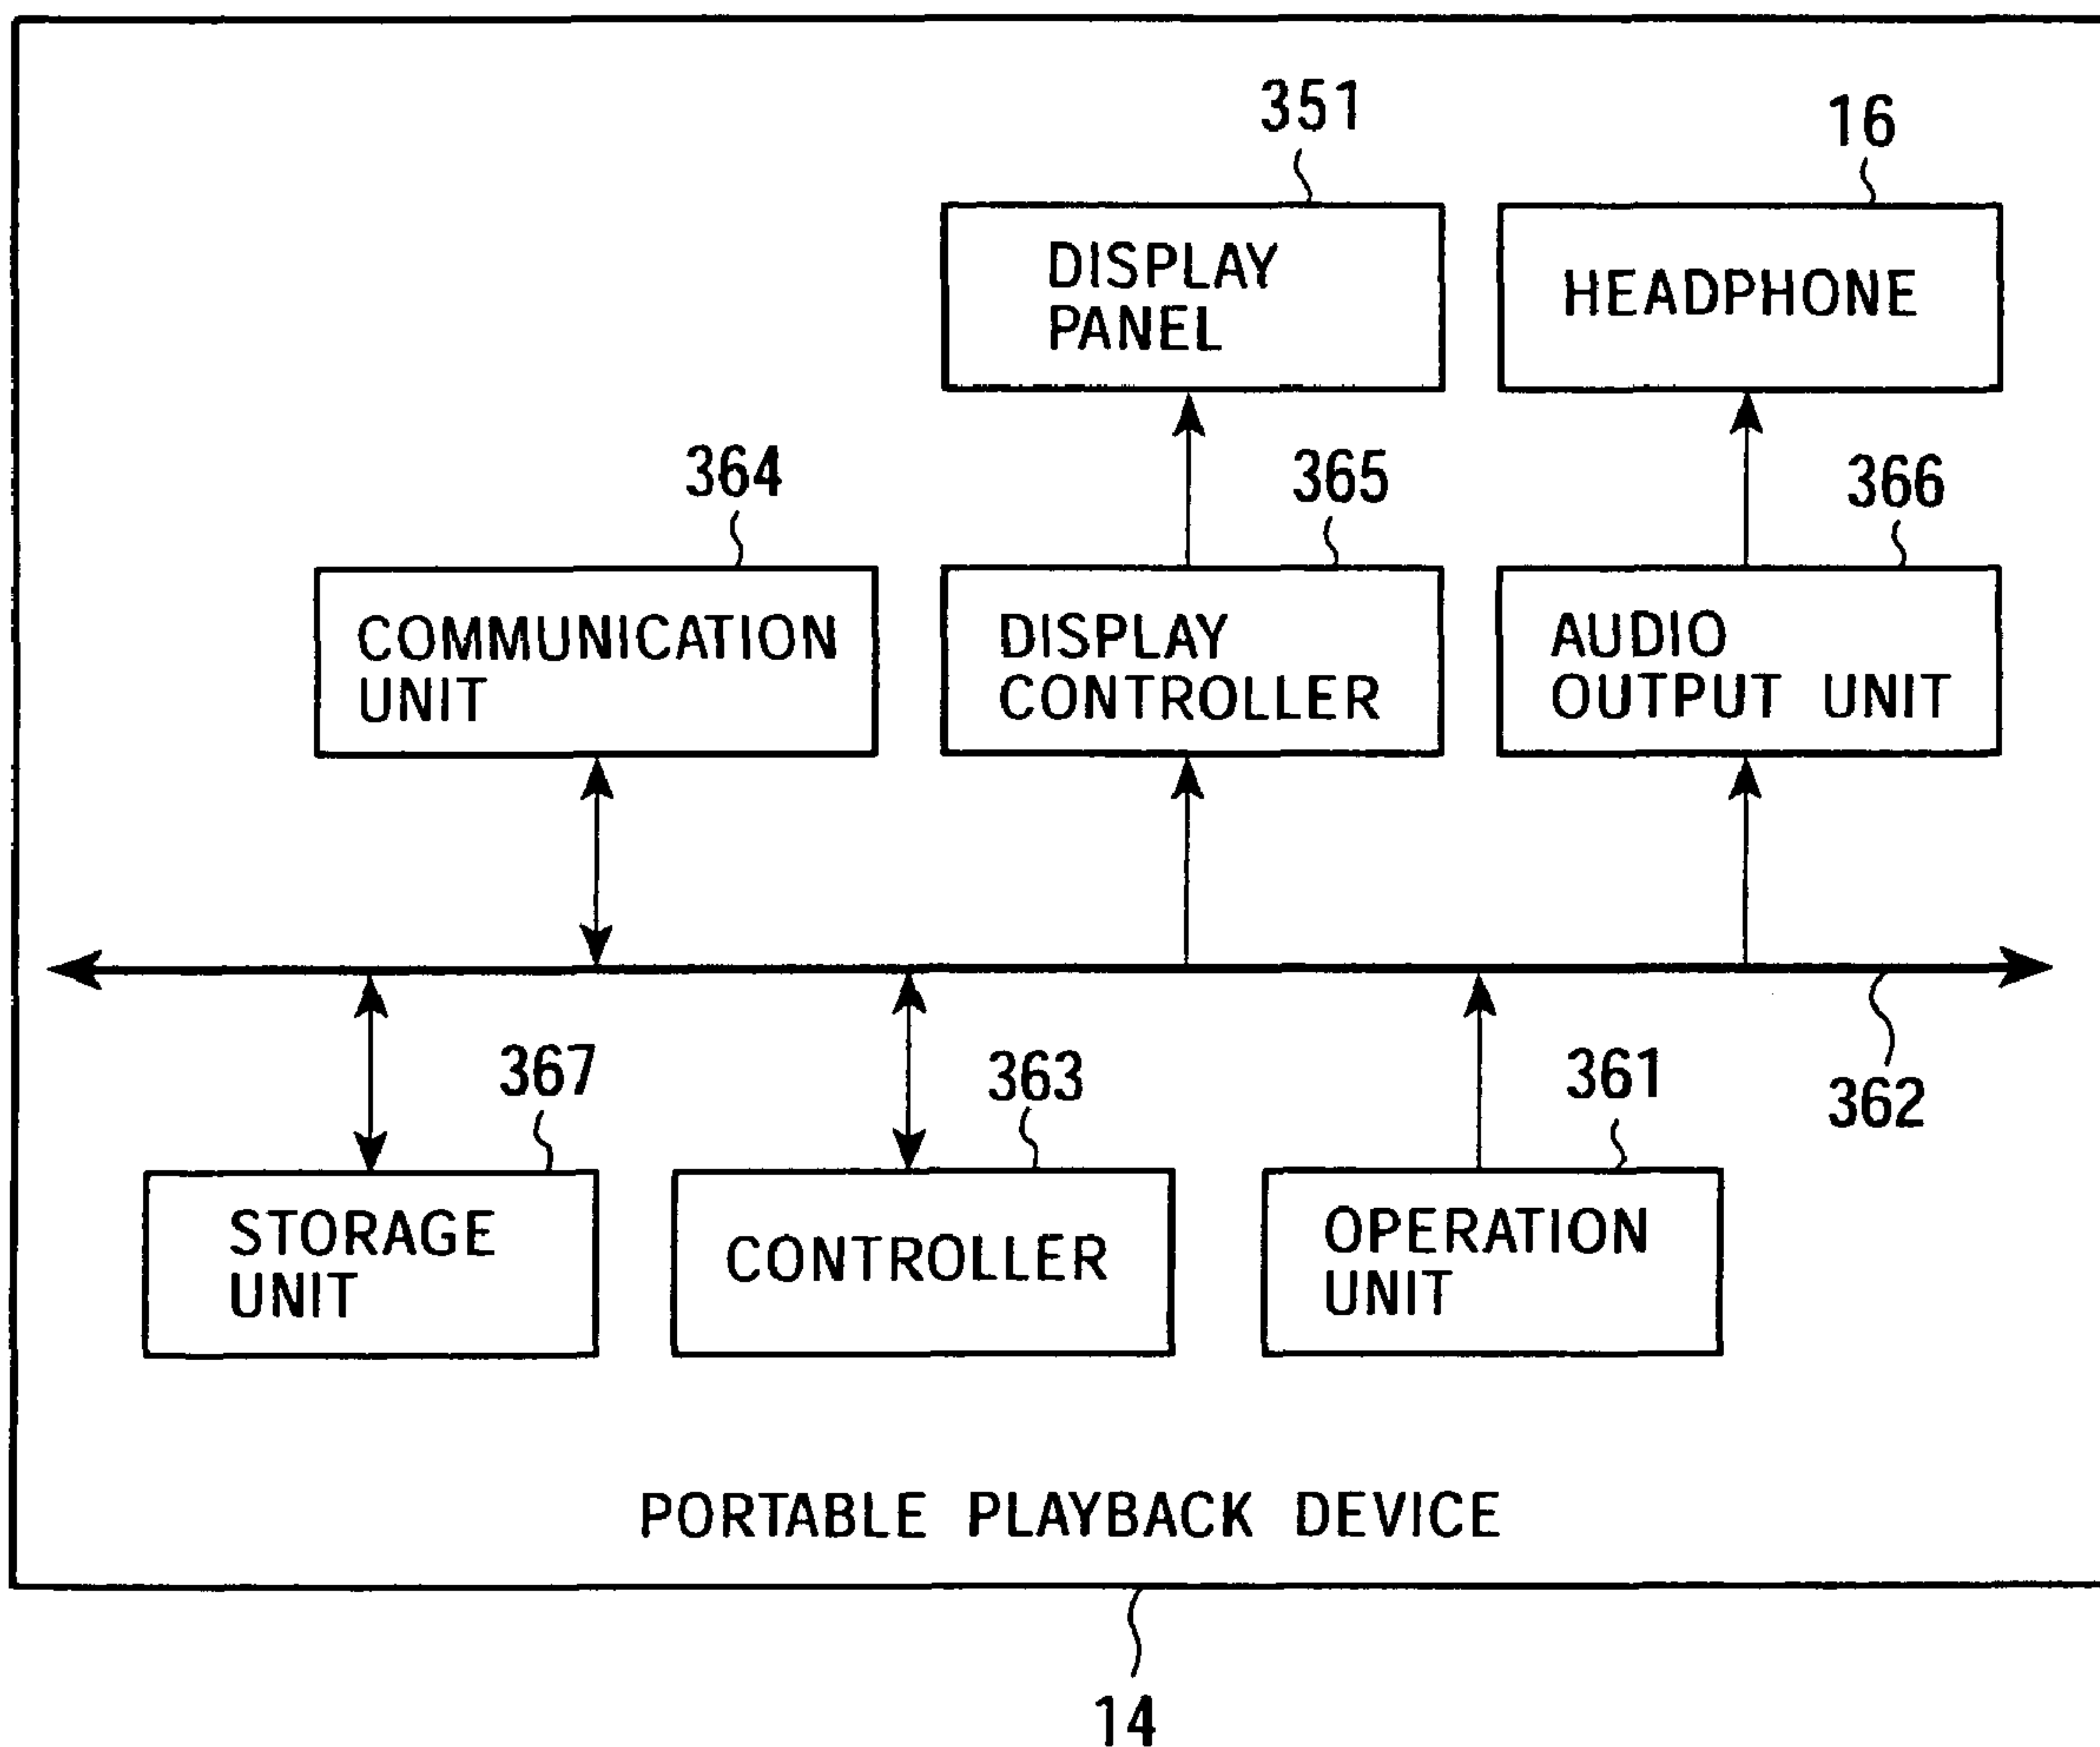 351
16
DISPLAY
PANEL
HEADPHONE
364
365
366
COMMUNICATION
UNIT
DISPLAY
CONTROLLER
AUDIO
OUTPUT UNIT
367
363
361
362
STORAGE
UNIT
CONTROLLER
OPERATION
UNIT
PORTABLE PLAYBACK DEVICE
14